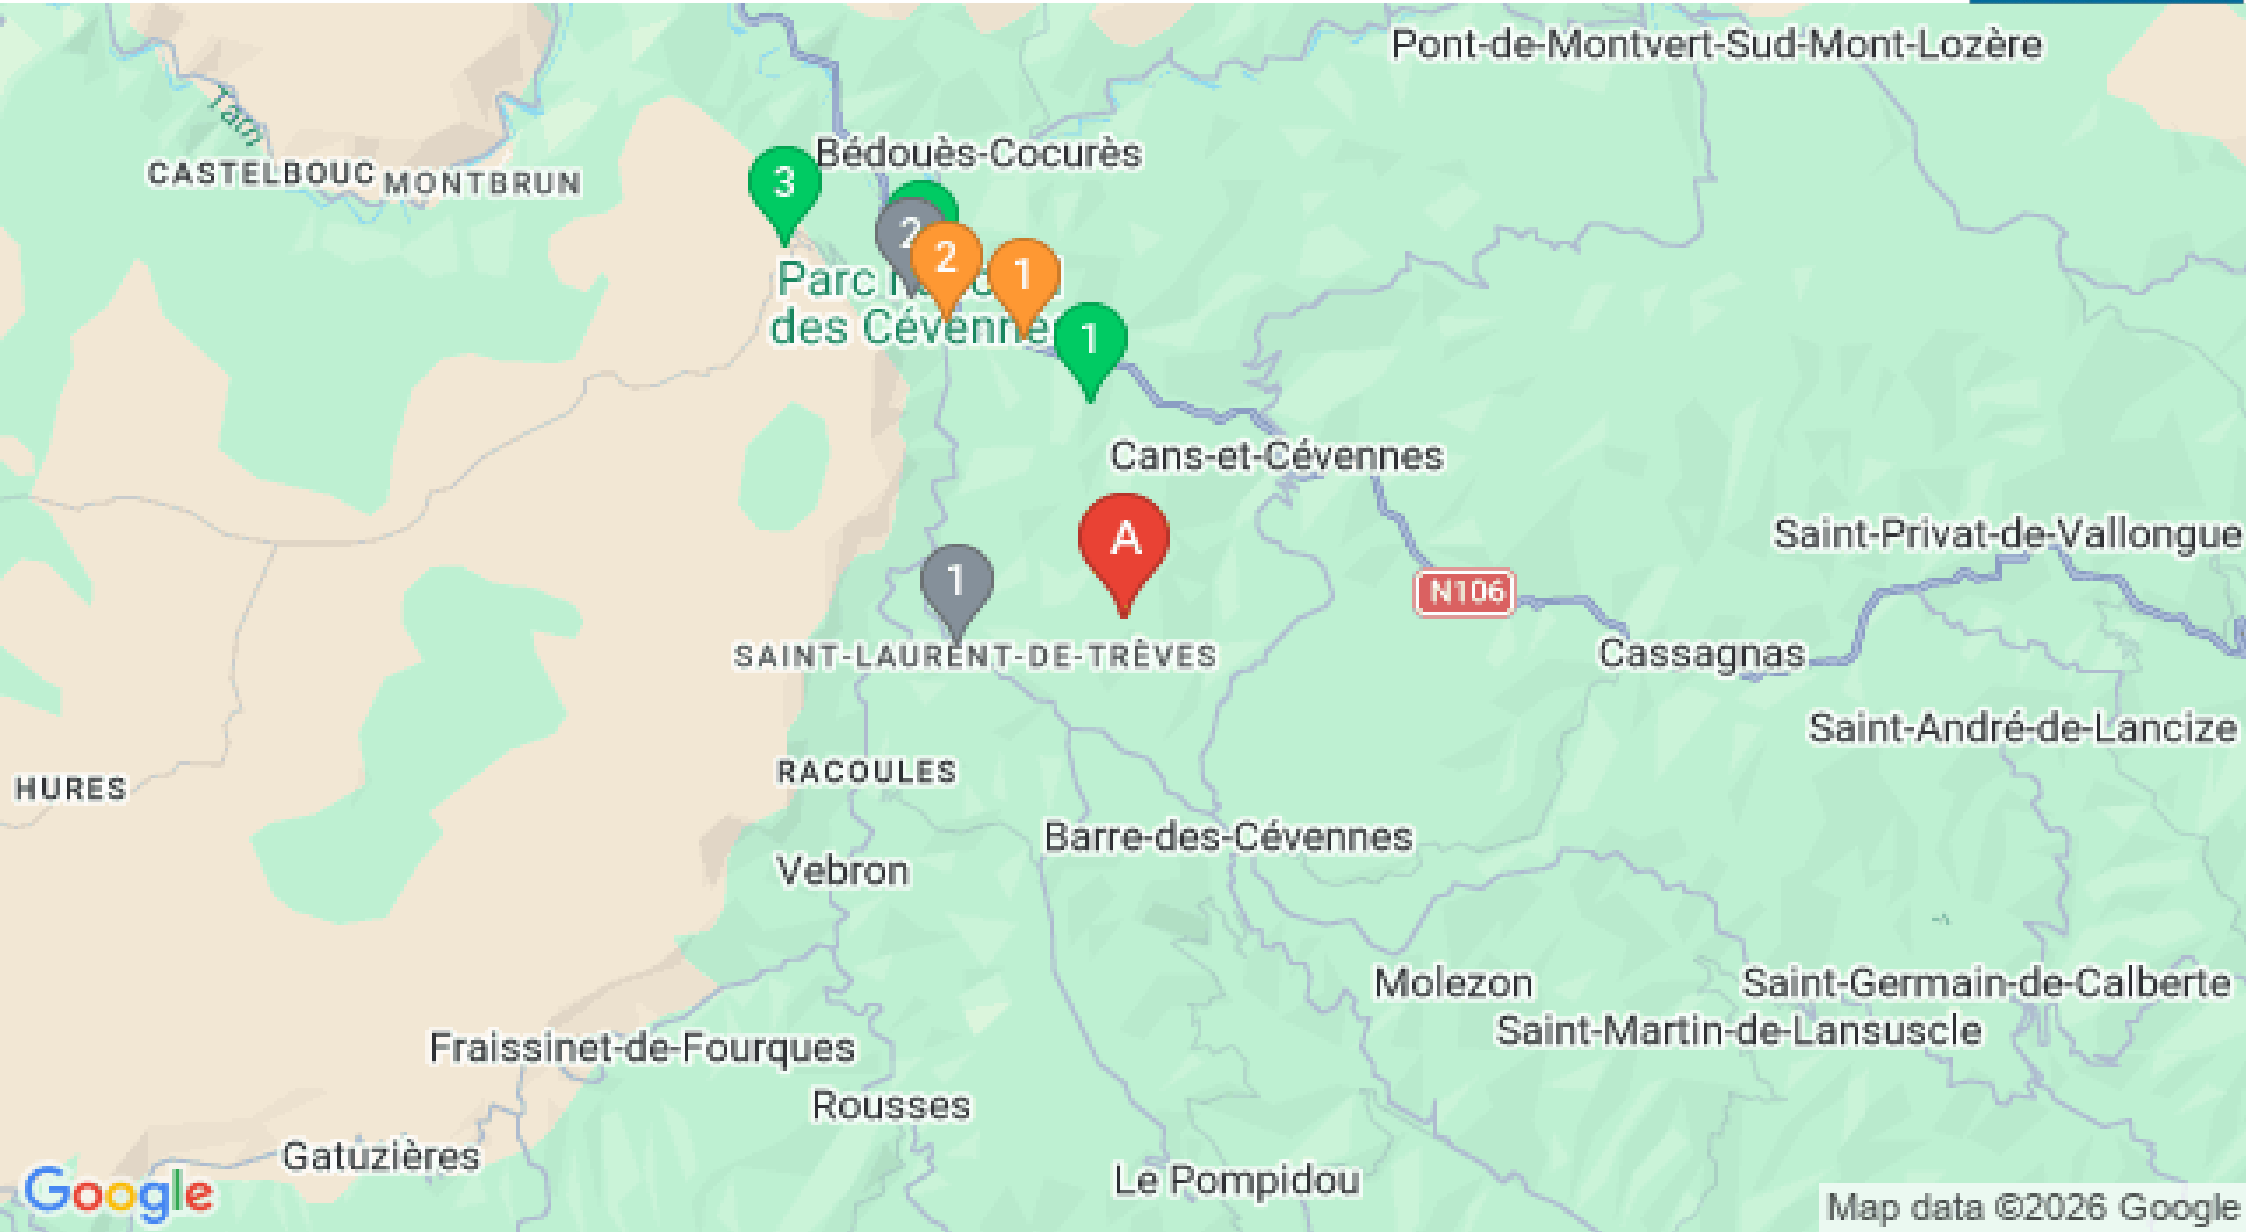 Pont-de-Montvert-Sud-Mont-Lozère
Tarn
Bédouès-Cocurès
CASTELBOUC
MONTBRUN
3
2
2
1
Parc
des Cévennes
1
Cans-et-Cévennes
A
Saint-Privat-de-Vallongue
1
N106
SAINT-LAURENT-DE-TRÈVES
Cassagnas
Saint-André-de-Lancize
RACOULES
HURES
Barre-des-Cévennes
Vebron
Molezon
Saint-Germain-de-Calberte
Saint-Martin-de-Lansuscle
Fraissinet-de-Fourques
Rousses
Gatuzières
Le Pompidou
Google
Map data ©2026 Google